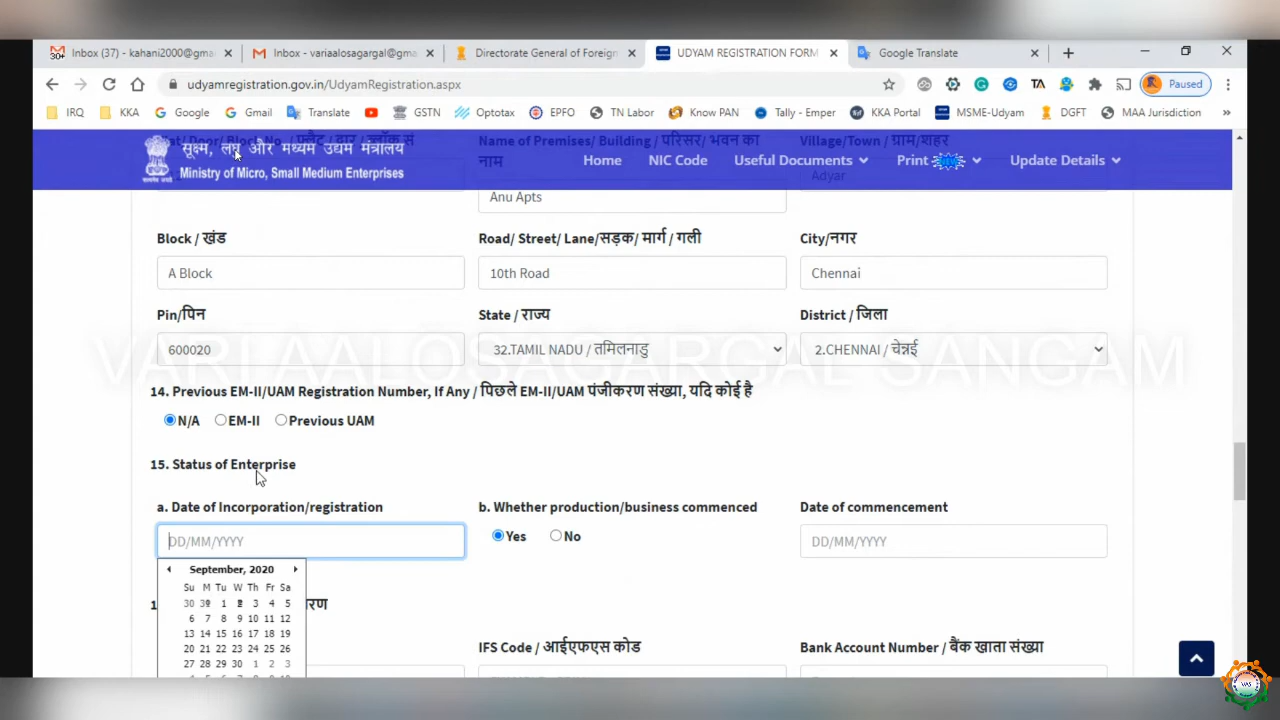 Inbox (37) - kahani2000@gma
Inbox - variaalosagargal@gm
Directorate General of Foreign
UDYAM REGISTRATION FORM
Google Translate
udyamregistration.gov.in/UdyamRegistration.aspx
Paused
IRQ
KKA
Google
Gmail
Translate
GSTN
Optotax
EPFO
TN Labor
Know PAN
Tally - Emper
KKA Portal
MSME-Udyam
DGFT
MAA Jurisdiction
सूक्ष्म, लघु और मध्यम उद्यम मंत्रालय
Ministry of Micro, Small Medium Enterprises
Home
NIC Code
Useful Documents
Print
Update Details
Name of Premises/ Building / परिसर/ भवन का
नाम
Village/Town / ग्राम/शहर
Adyar
Anu Apts
Block / खंड
Road/ Street/ Lane/सड़क/ मार्ग / गली
City/नगर
A Block
10th Road
Chennai
Pin/पिन
State / राज्य
District / जिला
600020
32.TAMIL NADU / तमिलनाडु
2.CHENNAI / चेन्नई
VARI AALOSAGARGAL SANGAM
14. Previous EM-II/UAM Registration Number, If Any / पिछले EM-II/UAM पंजीकरण संख्या, यदि कोई है
N/A
EM-II
Previous UAM
15. Status of Enterprise
a. Date of Incorporation/registration
b. Whether production/business commenced
Date of commencement
DD/MM/YYYY
Yes
No
DD/MM/YYYY
September, 2020
Su M Tu W Th Fr Sa
30 31 1 2 3 4 5
6 7 8 9 10 11 12
13 14 15 16 17 18 19
20 21 22 23 24 25 26
27 28 29 30 1 2 3
IFS Code / आईएफएस कोड
Bank Account Number / बैंक खाता संख्या
VAS